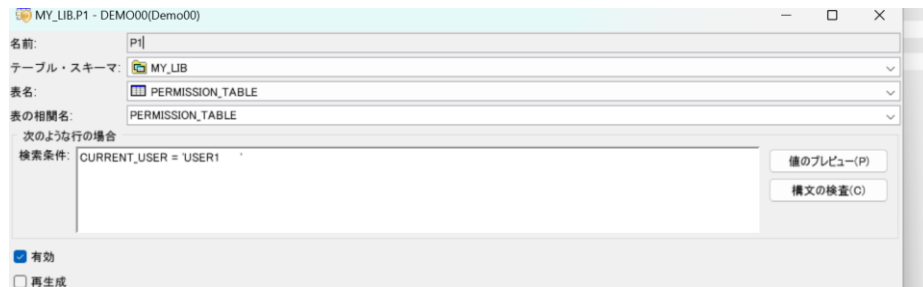 MY_LIB.P1 - DEMO00(Demo00)
名前: P1
テーブル・スキーマ: MY_LIB
表名: PERMISSION_TABLE
表の相関名: PERMISSION_TABLE
次のような行の場合
検索条件: CURRENT_USER = 'USER1      '
値のプレビュー(P)
構文の検査(C)
有効
再生成